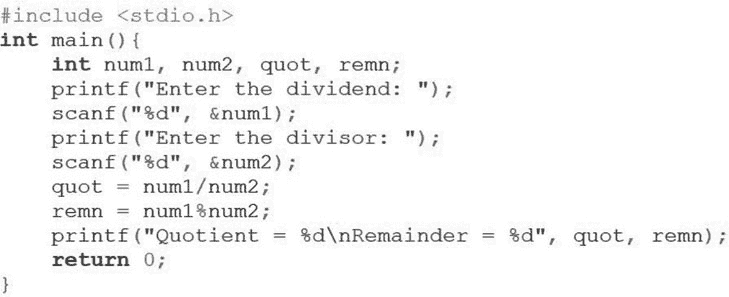 #include <stdio.h>
int main(){
    int num1, num2, quot, remn;
    printf("Enter the dividend: ");
    scanf("%d", &num1);
    printf("Enter the divisor: ");
    scanf("%d", &num2);
    quot = num1/num2;
    remn = num1%num2;
    printf("Quotient = %d\nRemainder = %d", quot, remn);
    return 0;
}